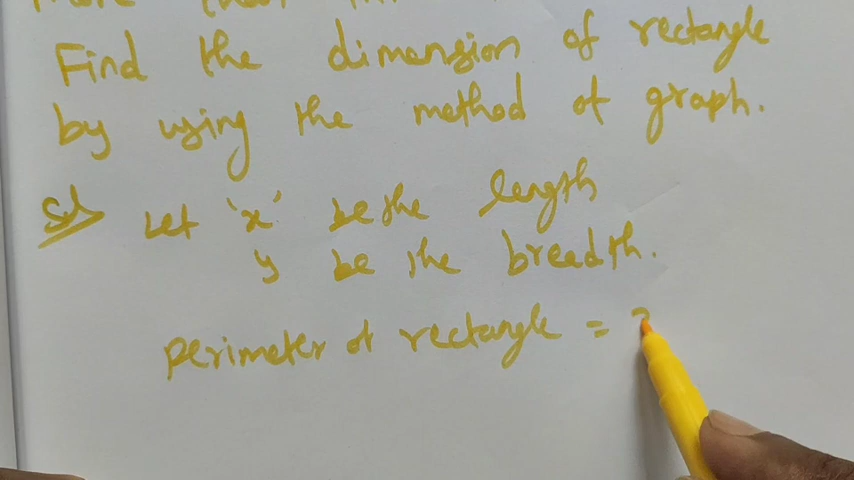 Find the dimension of rectangle
by using the method of graph.
Sol Let 'x' be the length
y be the breadth.
Perimeter of rectangle =